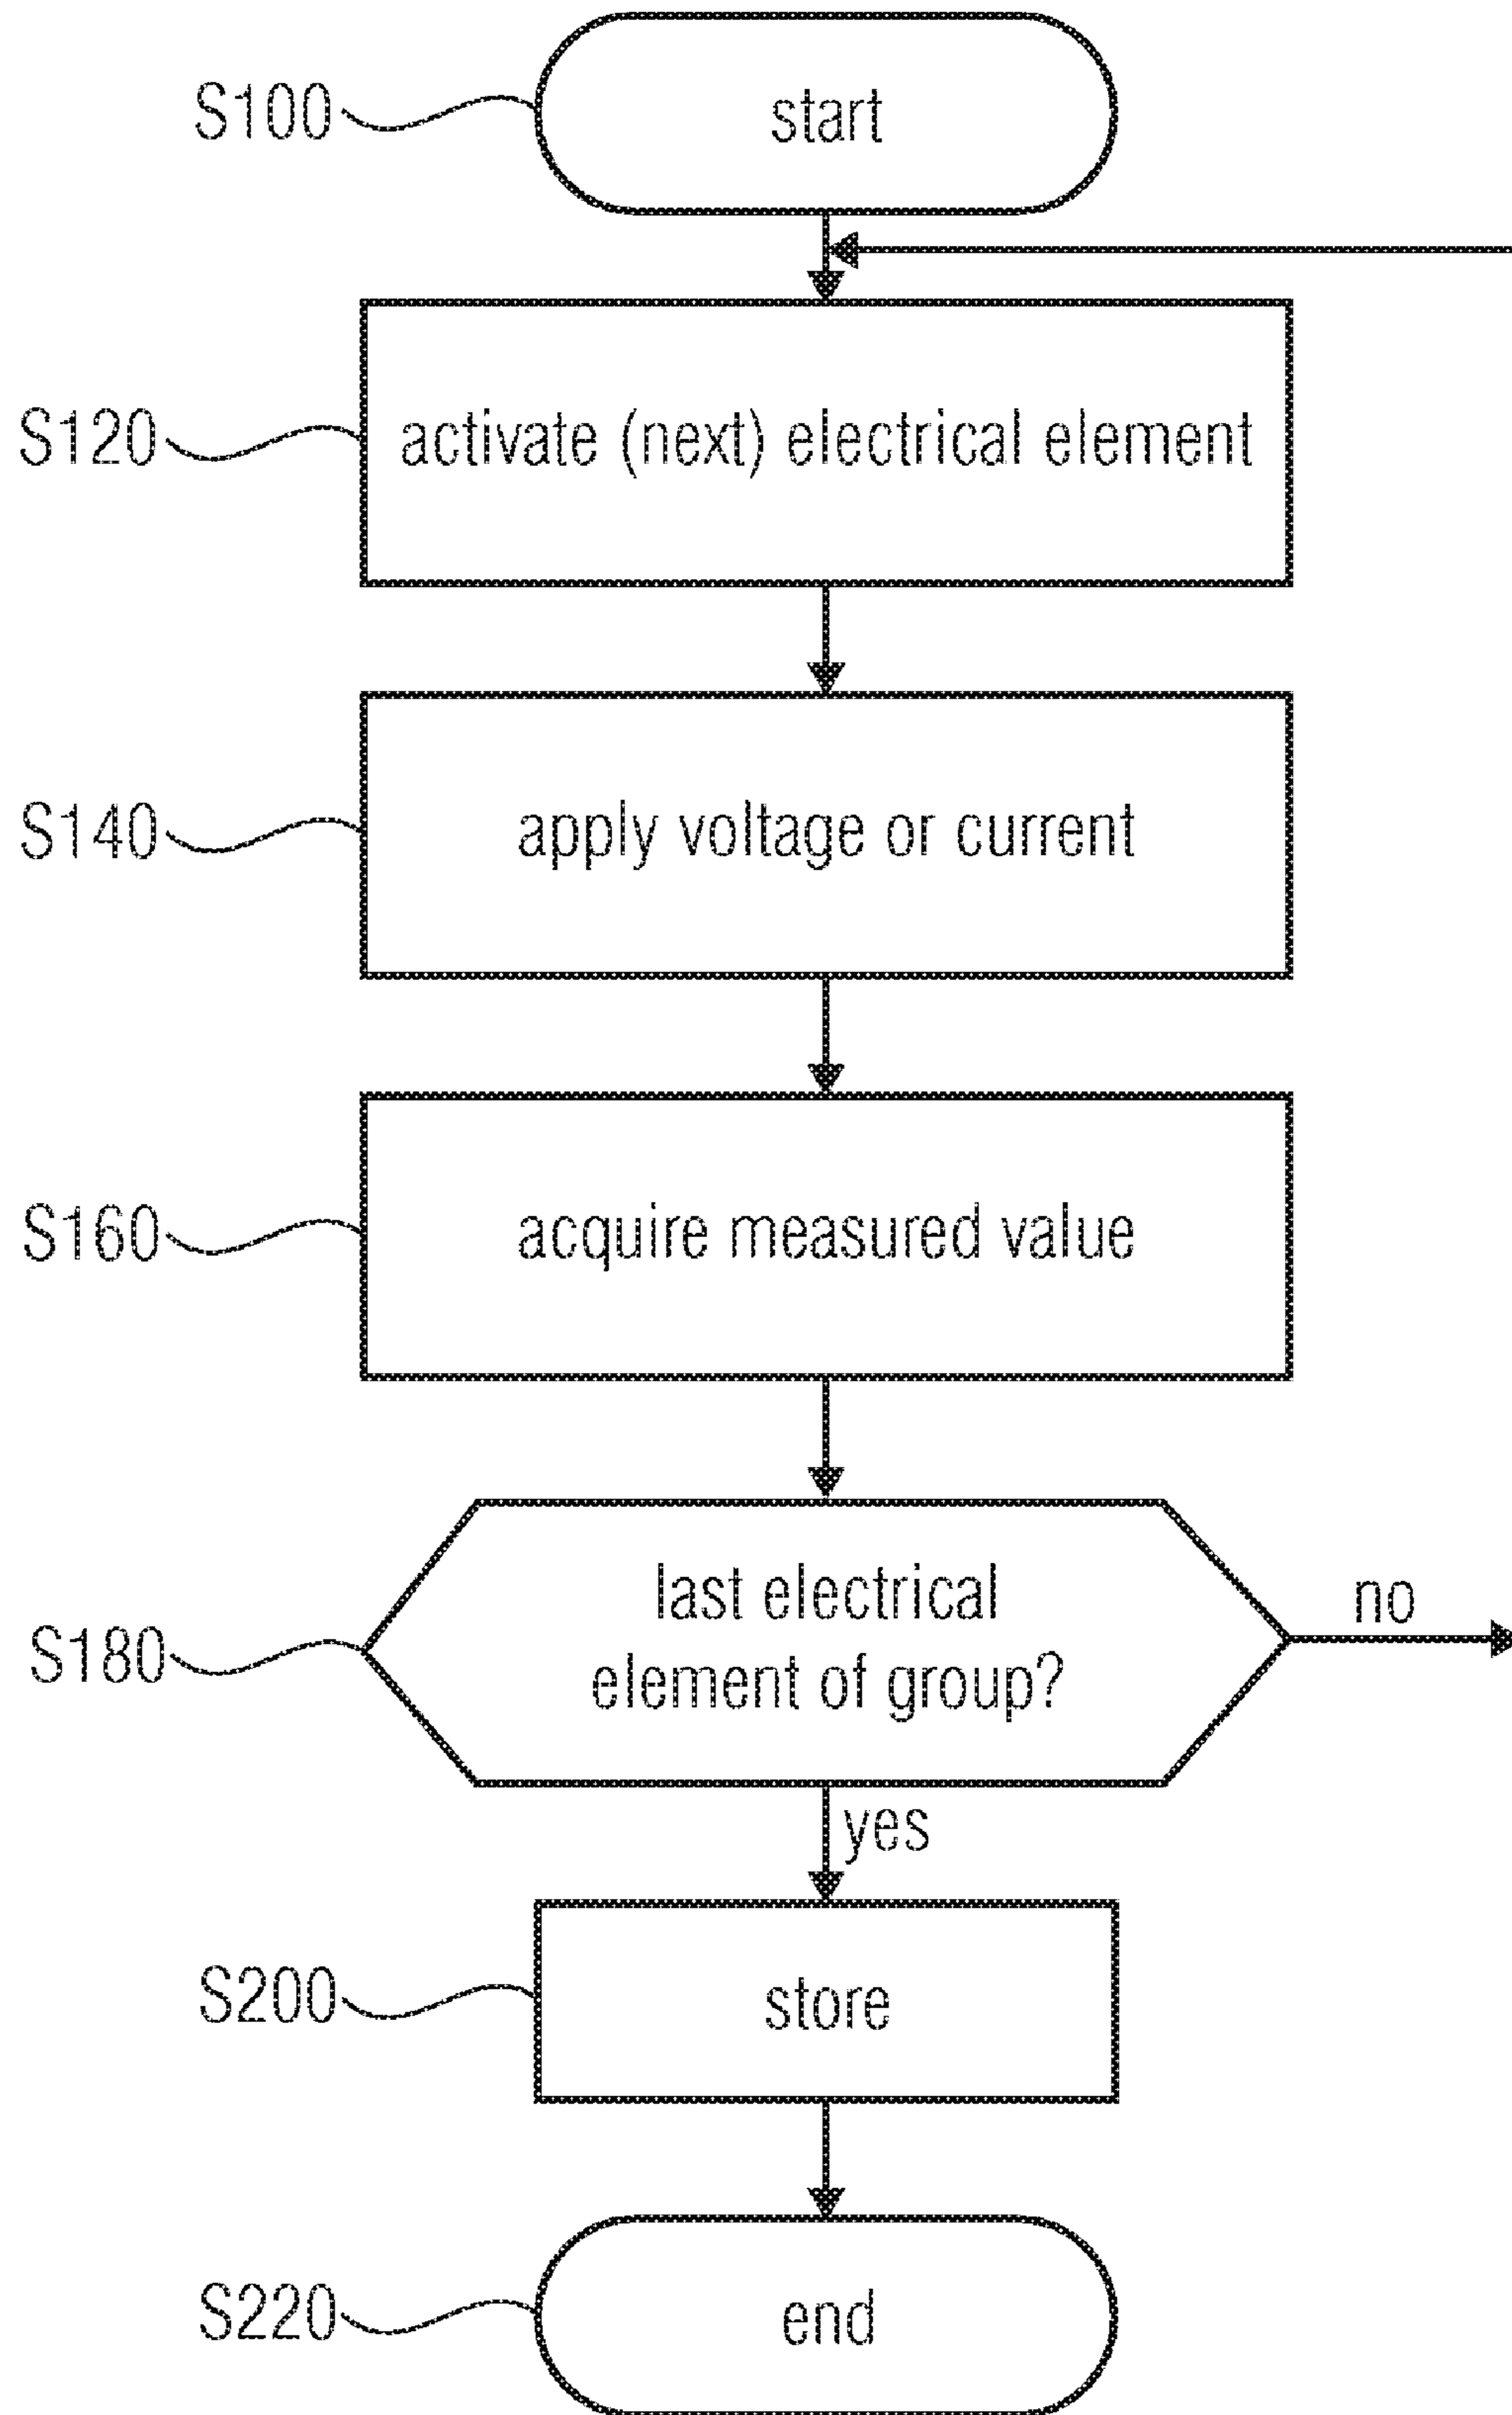 S100
start
S120
activate (next) electrical element
S140
apply voltage or current
S160
acquire measured value
S180
last electrical
element of group?
no
yes
S200
store
S220
end